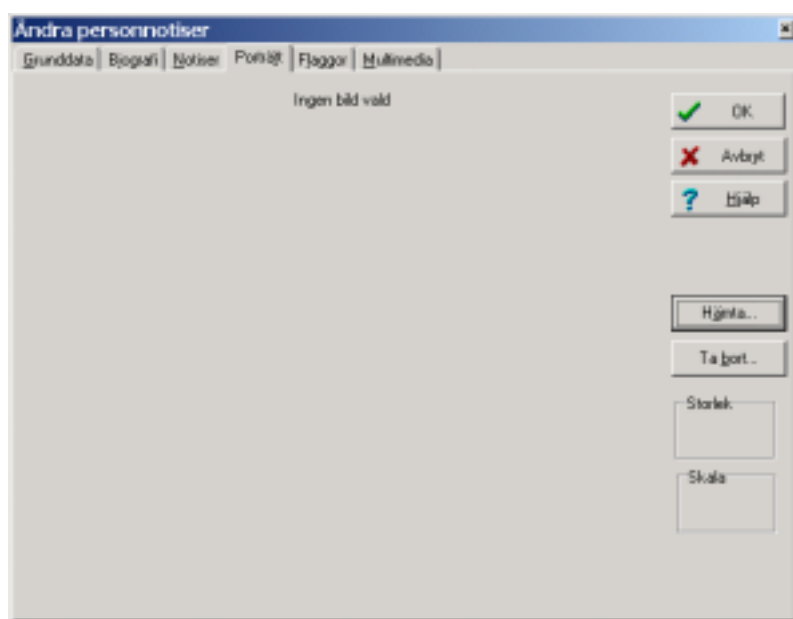 Ändra personnotiser
Grunddata Biografi Notiser Porträtt Flaggor Multimedia
Ingen bild vald
OK
Avbryt
Hjälp
Hämta...
Ta bort...
Storlek
Skala